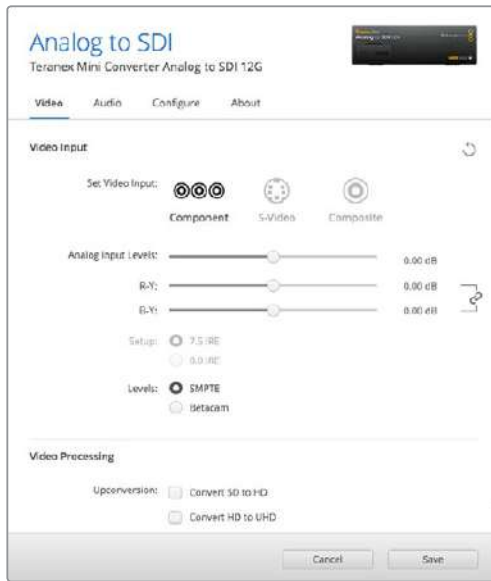 Analog to SDI
Teranex Mini Converter Analog to SDI 12G
Video Audio Configure About
Video Input
Set Video Input:
Component S-Video Composite
Analog Input Levels: 0.00 dB
R-Y: 0.00 dB
B-Y: 0.00 dB
Setup: 7.5 IRE
0.0 IRE
Levels: SMPTE
Betacam
Video Processing
Upconversion: Convert SD to HD
Convert HD to UHD
Cancel Save